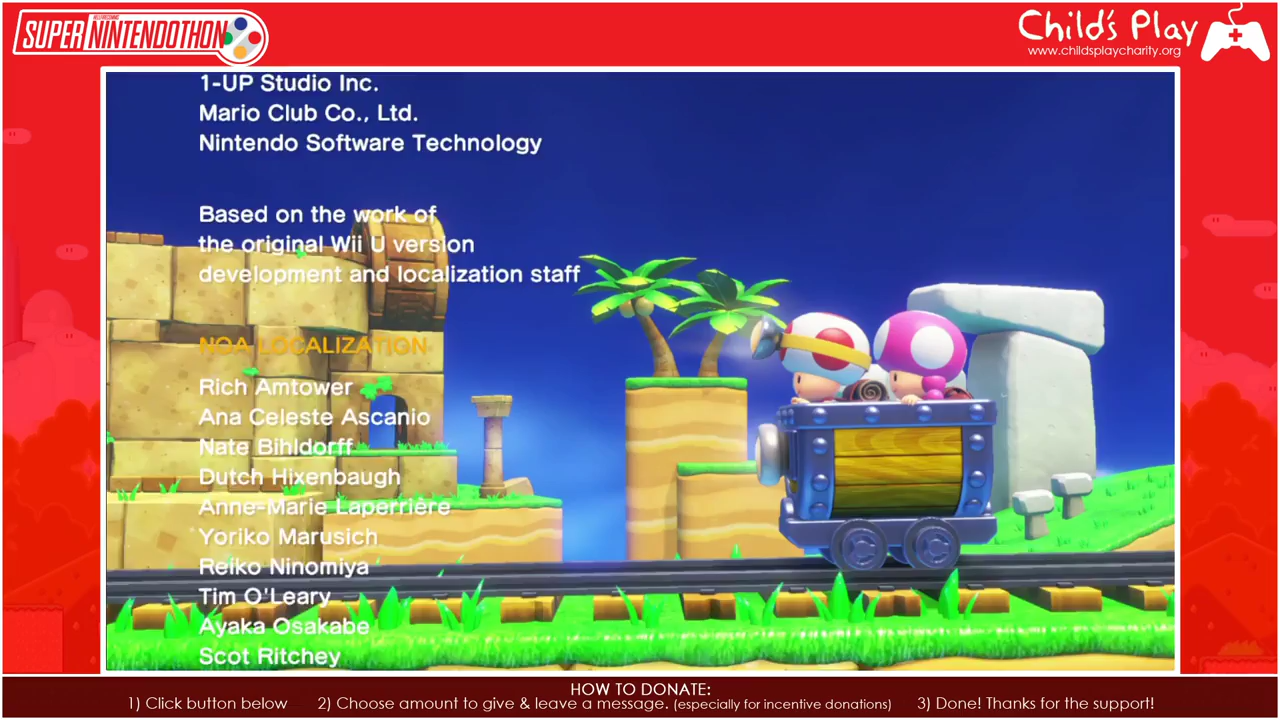 SUPER NINTENDOTHON
Child's Play
www.childsplaycharity.org
1-UP Studio Inc.
Mario Club Co., Ltd.
Nintendo Software Technology
Based on the work of
the original Wii U version
development and localization staff
NOA LOCALIZATION
Rich Amtower
Ana Celeste Ascanio
Nate Bihldorff
Dutch Hixenbaugh
Anne-Marie Laperrière
Yoriko Marusich
Reiko Ninomiya
Tim O'Leary
Ayaka Osakabe
Scot Ritchey
HOW TO DONATE:
1) Click button below 2) Choose amount to give & leave a message. (especially for incentive donations) 3) Done! Thanks for the support!